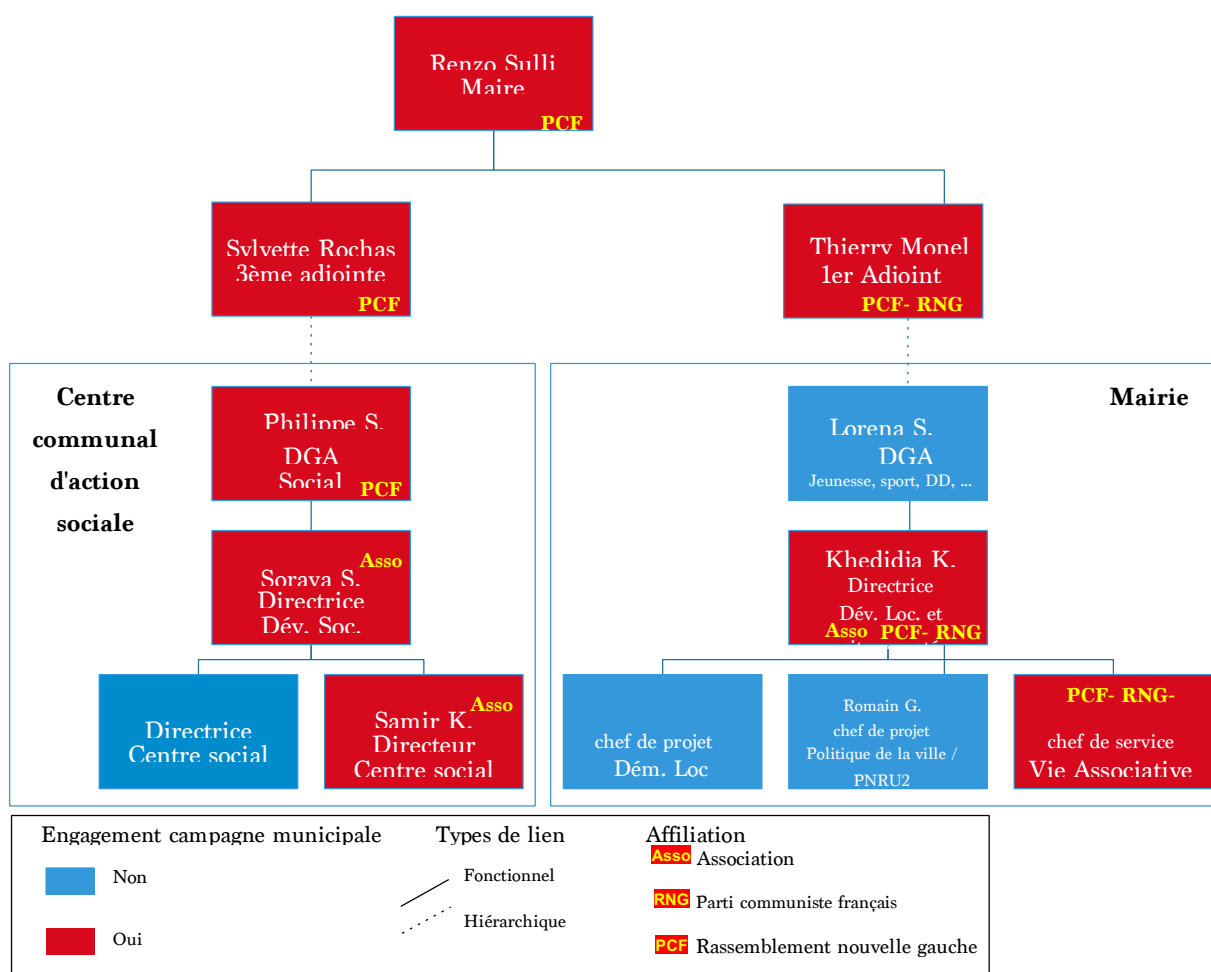 Renzo Sulli
Maire
PCF
Sylvette Rochas
3ème adjointe
PCF
Thierry Monel
1er Adjoint
PCF- RNG
Centre
communal
d'action
sociale
Mairie
Philippe S.
DGA
Social
PCF
Lorena S.
DGA
Jeunesse, sport, DD, ...
Asso
Soraya S.
Directrice
Dév. Soc.
Khedidja K.
Directrice
Dév. Loc. et
Asso PCF- RNG
Directrice
Centre social
Asso
Samir K.
Directeur
Centre social
chef de projet
Dém. Loc
Romain G.
chef de projet
Politique de la ville /
PNRU2
PCF- RNG-
chef de service
Vie Associative
Engagement campagne municipale
Non
Oui
Types de lien
Fonctionnel
Hiérarchique
Affiliation
Asso Association
RNG Parti communiste français
PCF Rassemblement nouvelle gauche